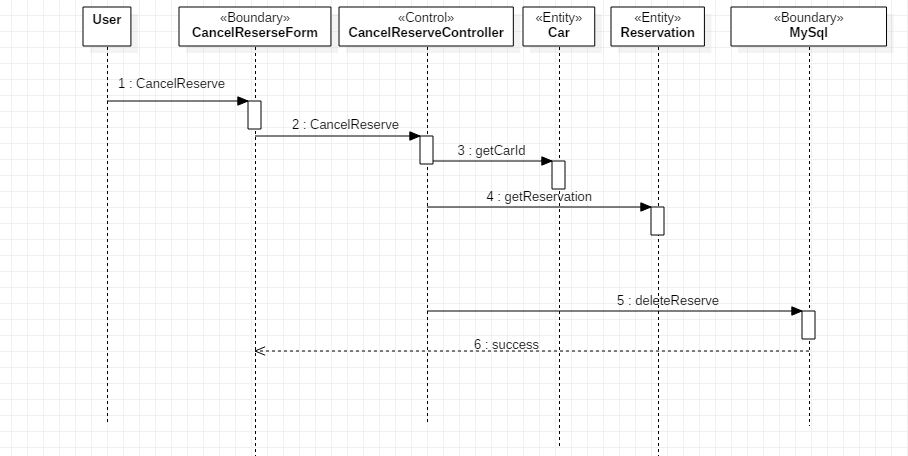 User
«Boundary»
CancelReserseForm
«Control»
CancelReserveController
«Entity»
Car
«Entity»
Reservation
«Boundary»
MySql
1 : CancelReserve
2 : CancelReserve
3 : getCarId
4 : getReservation
5 : deleteReserve
6 : success